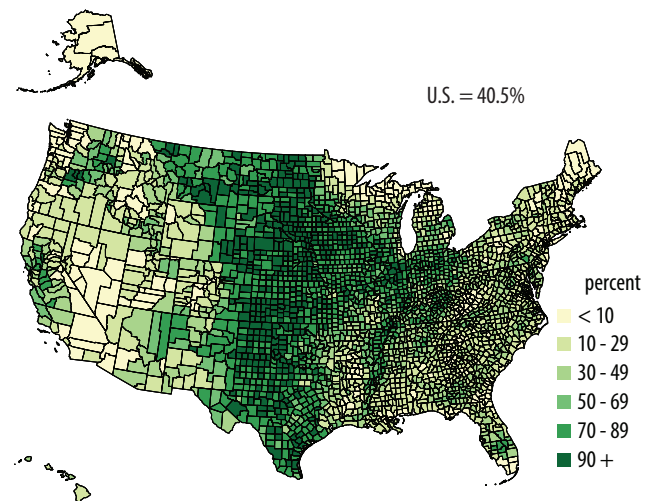 U.S. = 40.5%
percent
< 10
10 - 29
30 - 49
50 - 69
70 - 89
90 +